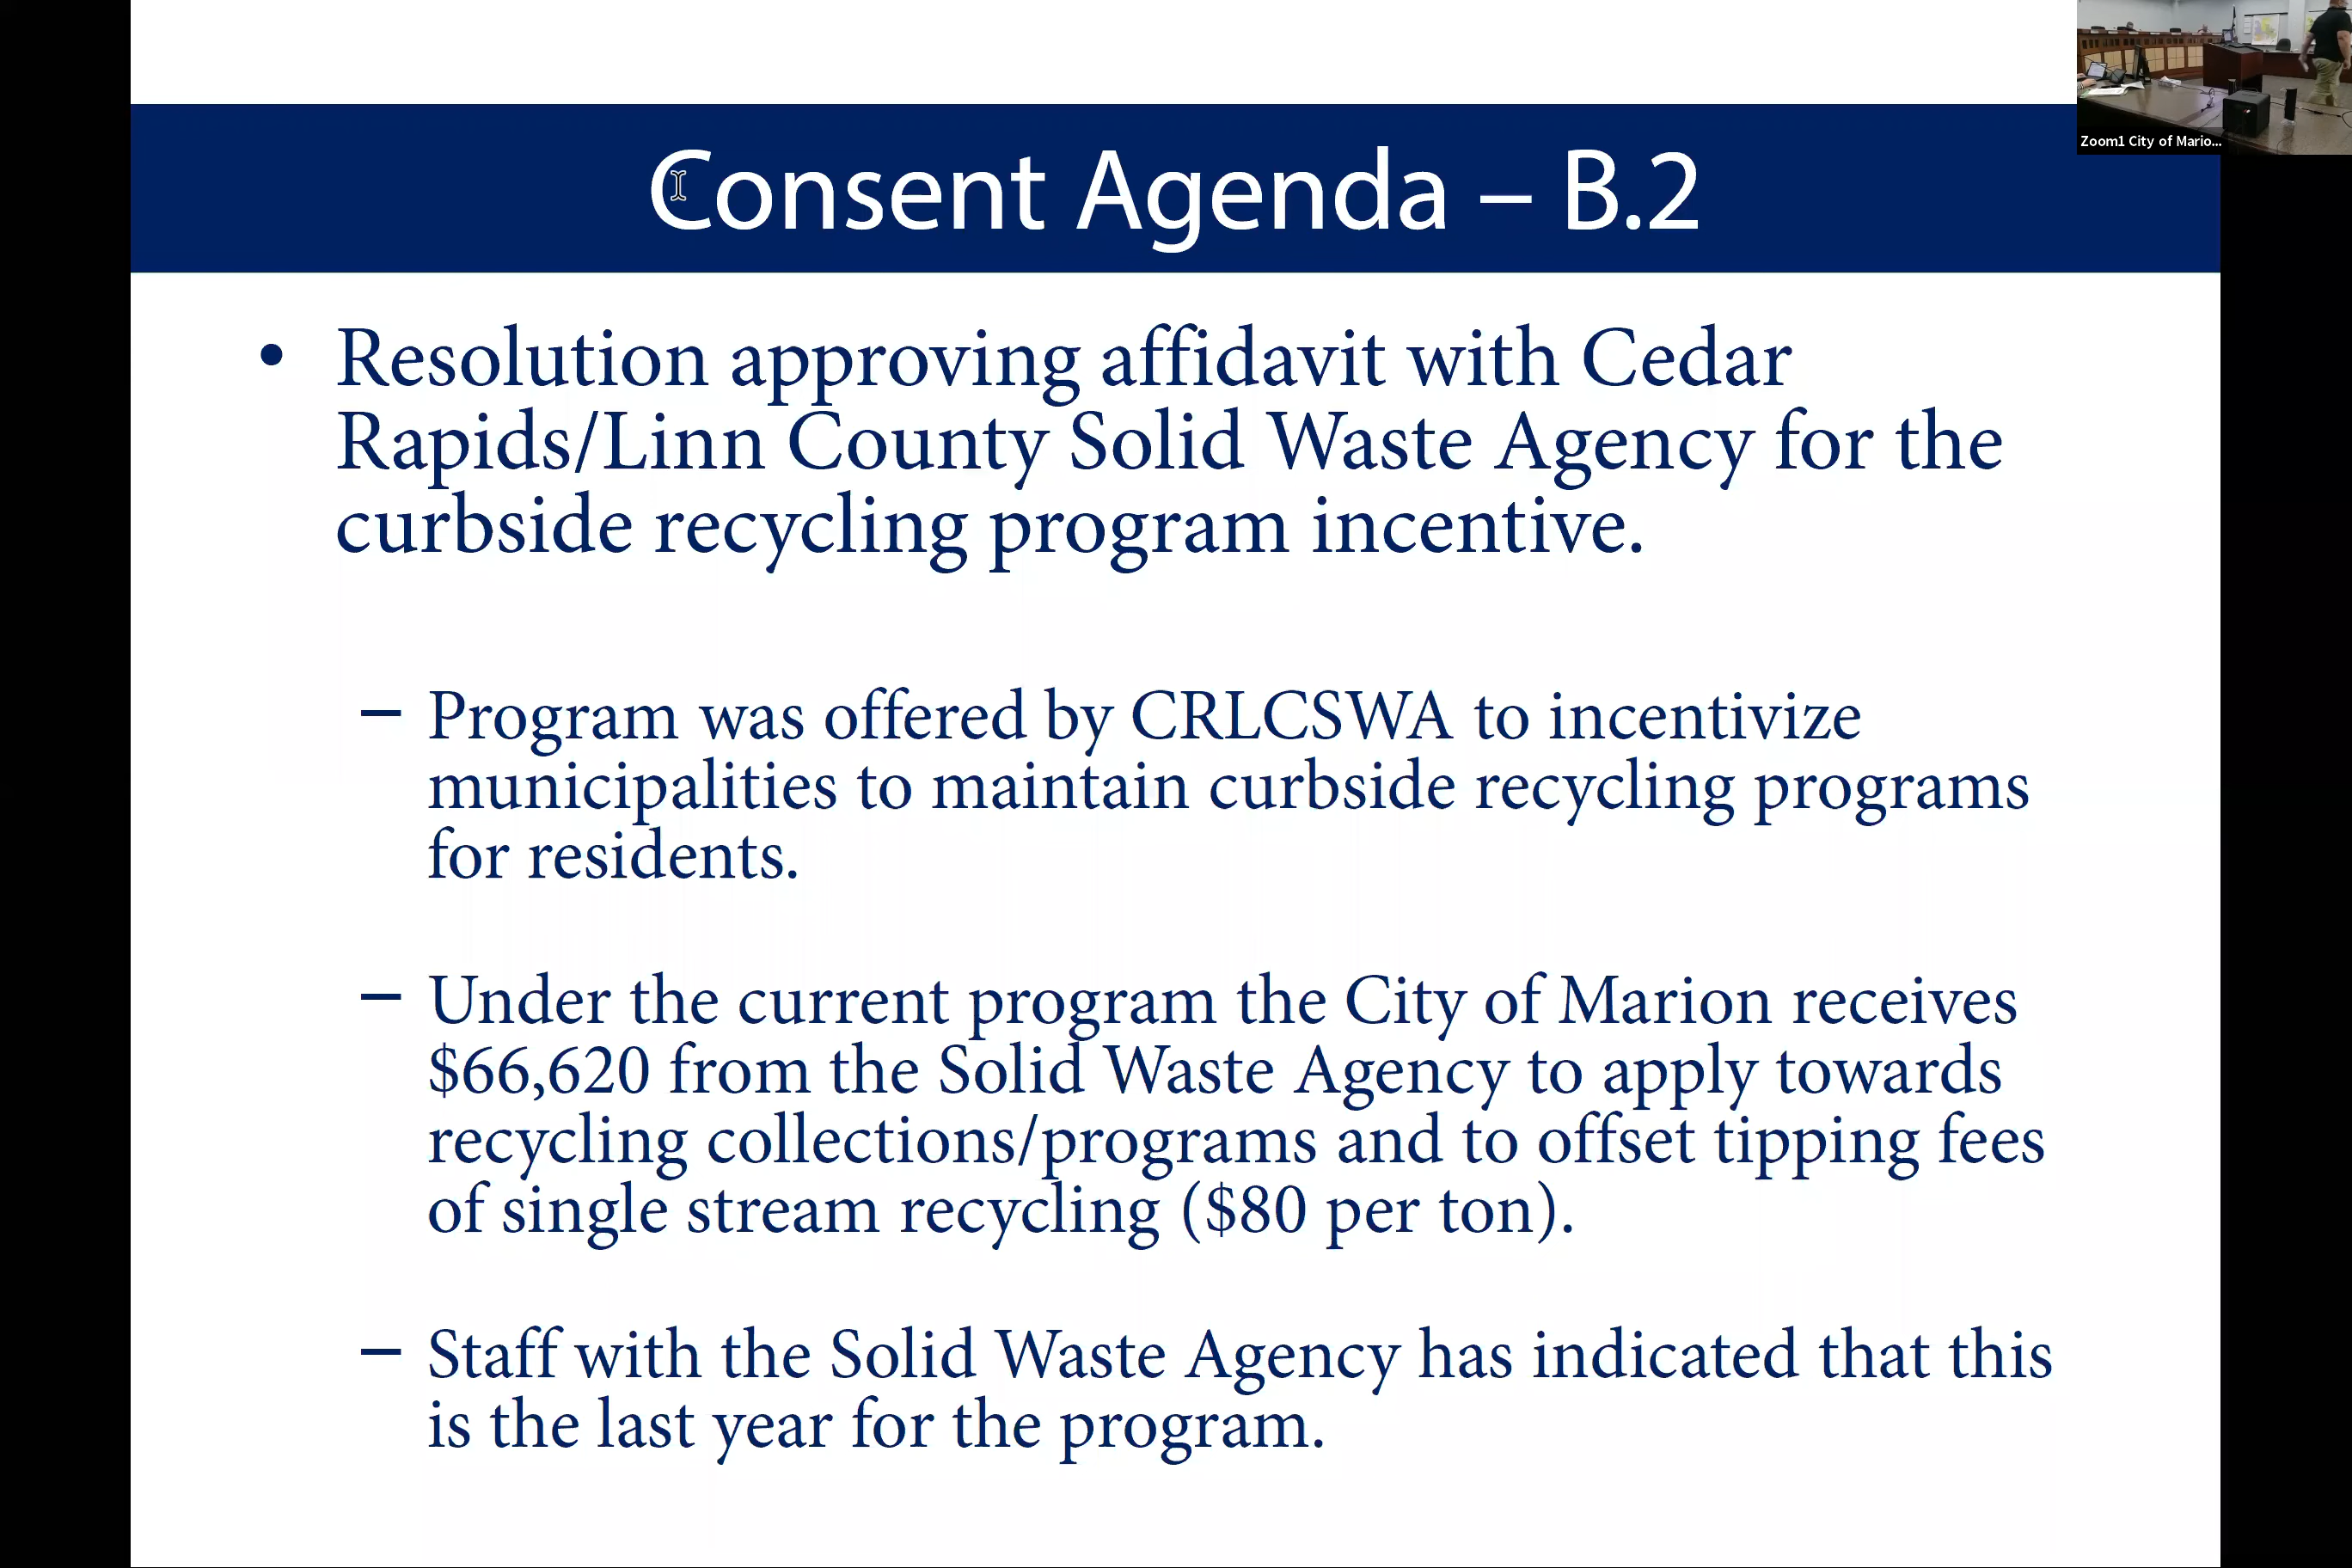 Consent Agenda – B.2
Zoom1 City of Mario...
• Resolution approving affidavit with Cedar
Rapids/Linn County Solid Waste Agency for the
curbside recycling program incentive.
– Program was offered by CRLCSWA to incentivize
municipalities to maintain curbside recycling programs
for residents.
– Under the current program the City of Marion receives
$66,620 from the Solid Waste Agency to apply towards
recycling collections/programs and to offset tipping fees
of single stream recycling ($80 per ton).
– Staff with the Solid Waste Agency has indicated that this
is the last year for the program.